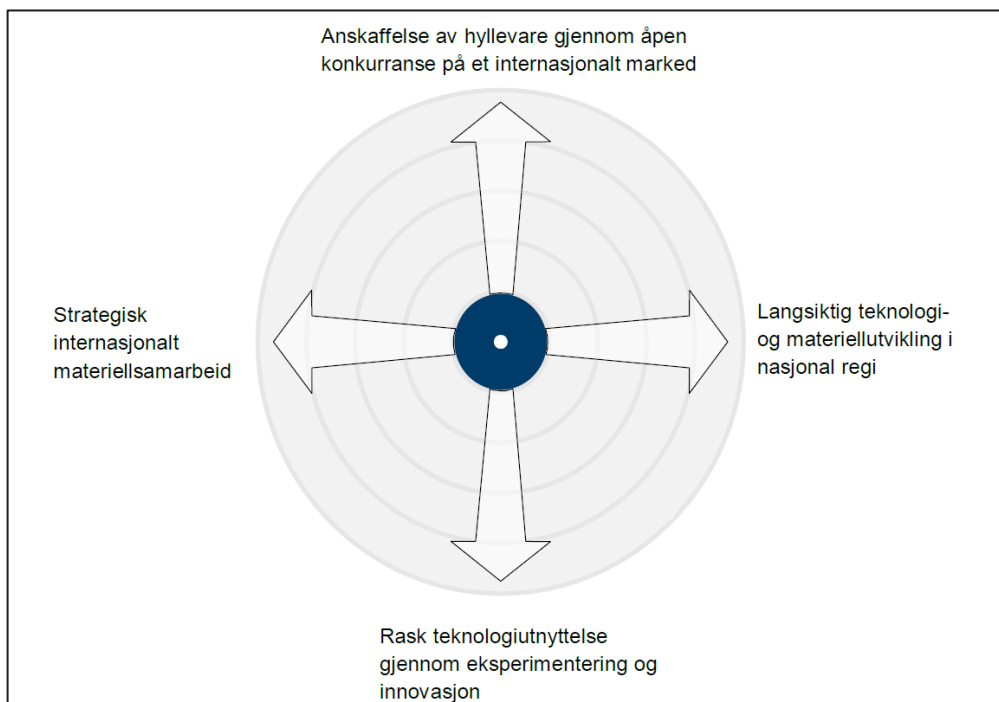 Anskaffelse av hyllevare gjennom åpen
konkurranse på et internasjonalt marked
Strategisk
internasjonalt
materiellsamarbeid
Langsiktig teknologi-
og materiellutvikling i
nasjonal regi
Rask teknologiutnyttelse
gjennom eksperimentering og
innovasjon